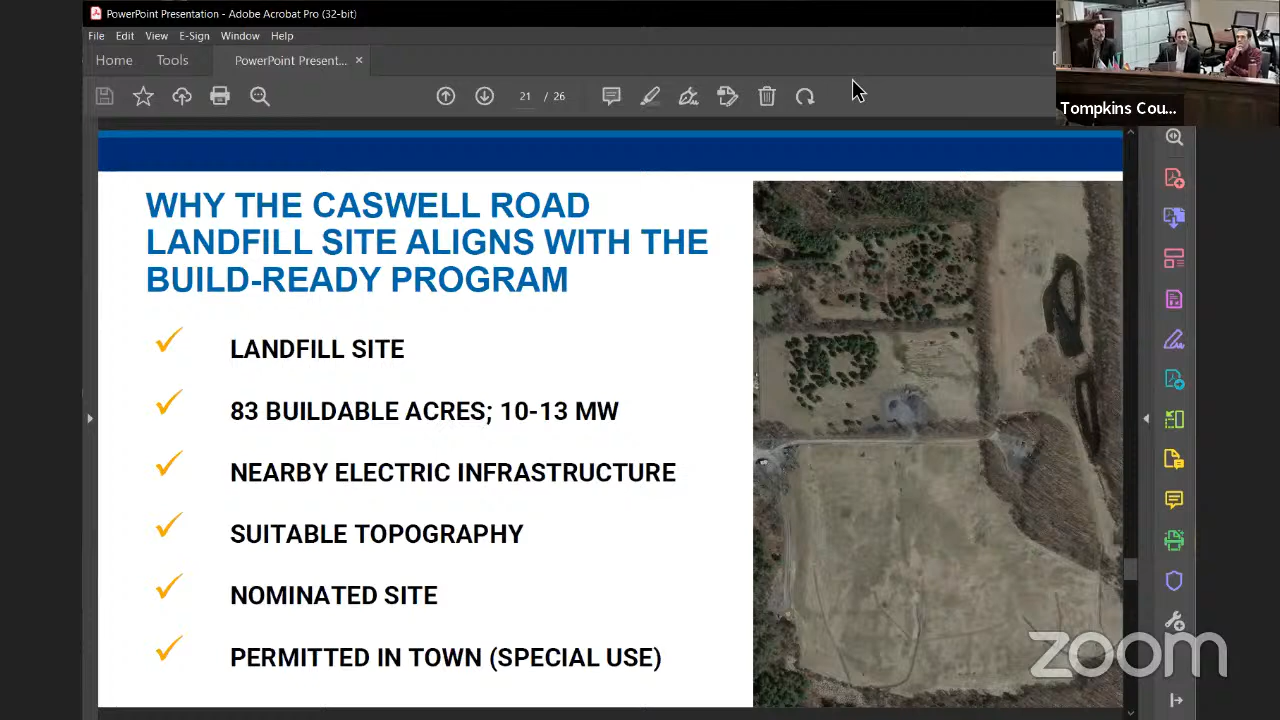 PowerPoint Presentation - Adobe Acrobat Pro (32-bit)
File Edit View E-Sign Window Help
Home Tools PowerPoint Present... ×
21 / 26
Tompkins Cou...
WHY THE CASWELL ROAD
LANDFILL SITE ALIGNS WITH THE
BUILD-READY PROGRAM
LANDFILL SITE
83 BUILDABLE ACRES; 10-13 MW
NEARBY ELECTRIC INFRASTRUCTURE
SUITABLE TOPOGRAPHY
NOMINATED SITE
PERMITTED IN TOWN (SPECIAL USE)
zoom